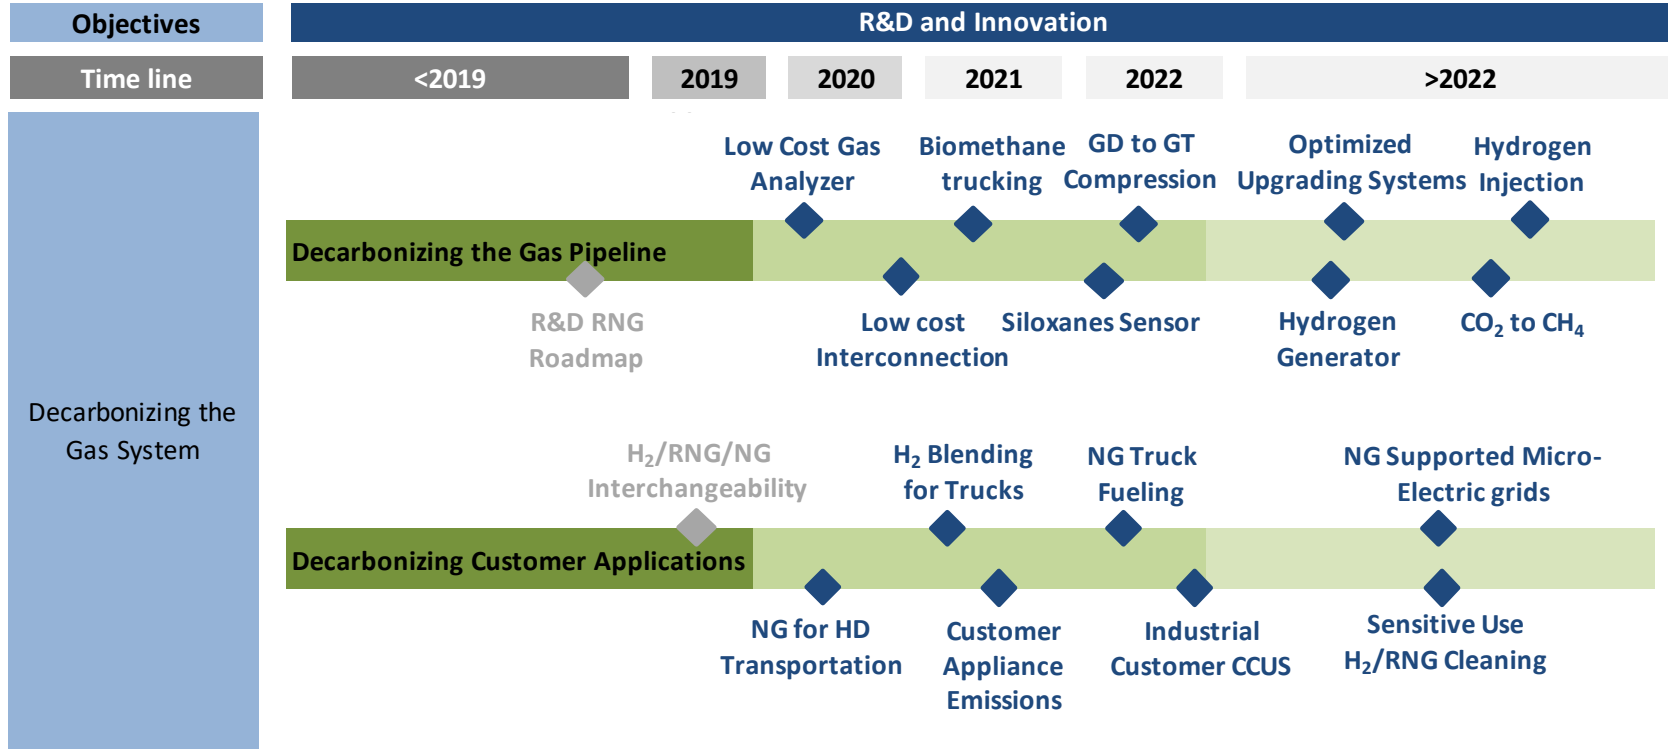 Objectives
R&D and Innovation
Time line
<2019
2019
2020
2021
2022
>2022
Low Cost Gas
Analyzer
Biomethane
trucking
GD to GT
Compression
Optimized
Upgrading Systems
Hydrogen
Injection
Decarbonizing the Gas Pipeline
R&D RNG
Roadmap
Low cost
Interconnection
Siloxanes Sensor
Hydrogen
Generator
CO₂ to CH₄
Decarbonizing the
Gas System
H₂/RNG/NG
Interchangeability
H₂ Blending
for Trucks
NG Truck
Fueling
NG Supported Micro-
Electric grids
Decarbonizing Customer Applications
NG for HD
Transportation
Customer
Appliance
Emissions
Industrial
Customer CCUS
Sensitive Use
H₂/RNG Cleaning